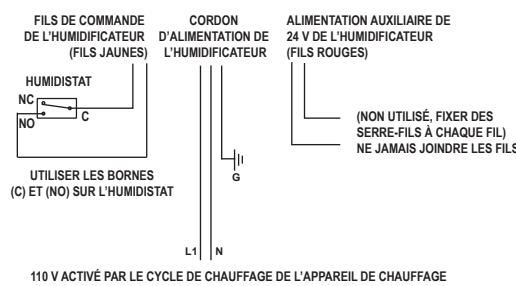 FILS DE COMMANDE
DE L'HUMIDIFICATEUR
(FILS JAUNES)
CORDON
D'ALIMENTATION DE
L'HUMIDIFICATEUR
ALIMENTATION AUXILIAIRE DE
24 V DE L'HUMIDIFICATEUR
(FILS ROUGES)
HUMIDISTAT
NC
C
NO
(NON UTILISÉ, FIXER DES
SERRE-FILS À CHAQUE FIL)
NE JAMAIS JOINDRE LES FILS
G
UTILISER LES BORNES
(C) ET (NO) SUR L'HUMIDISTAT
L1 N
110 V ACTIVÉ PAR LE CYCLE DE CHAUFFAGE DE L'APPAREIL DE CHAUFFAGE